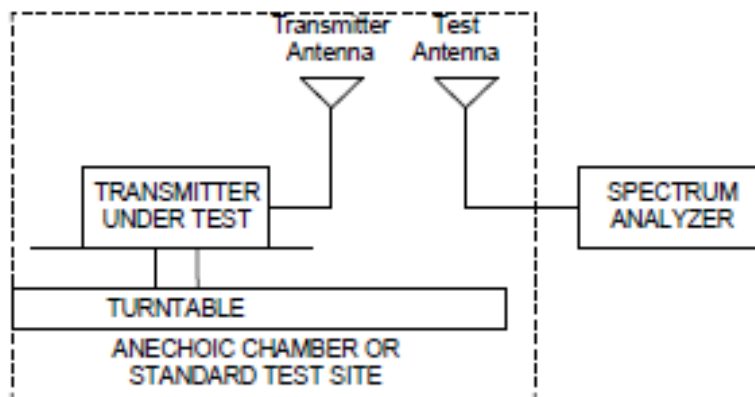 Transmitter
Antenna
Test
Antenna
TRANSMITTER
UNDER TEST
SPECTRUM
ANALYZER
TURNTABLE
ANECHOIC CHAMBER OR
STANDARD TEST SITE